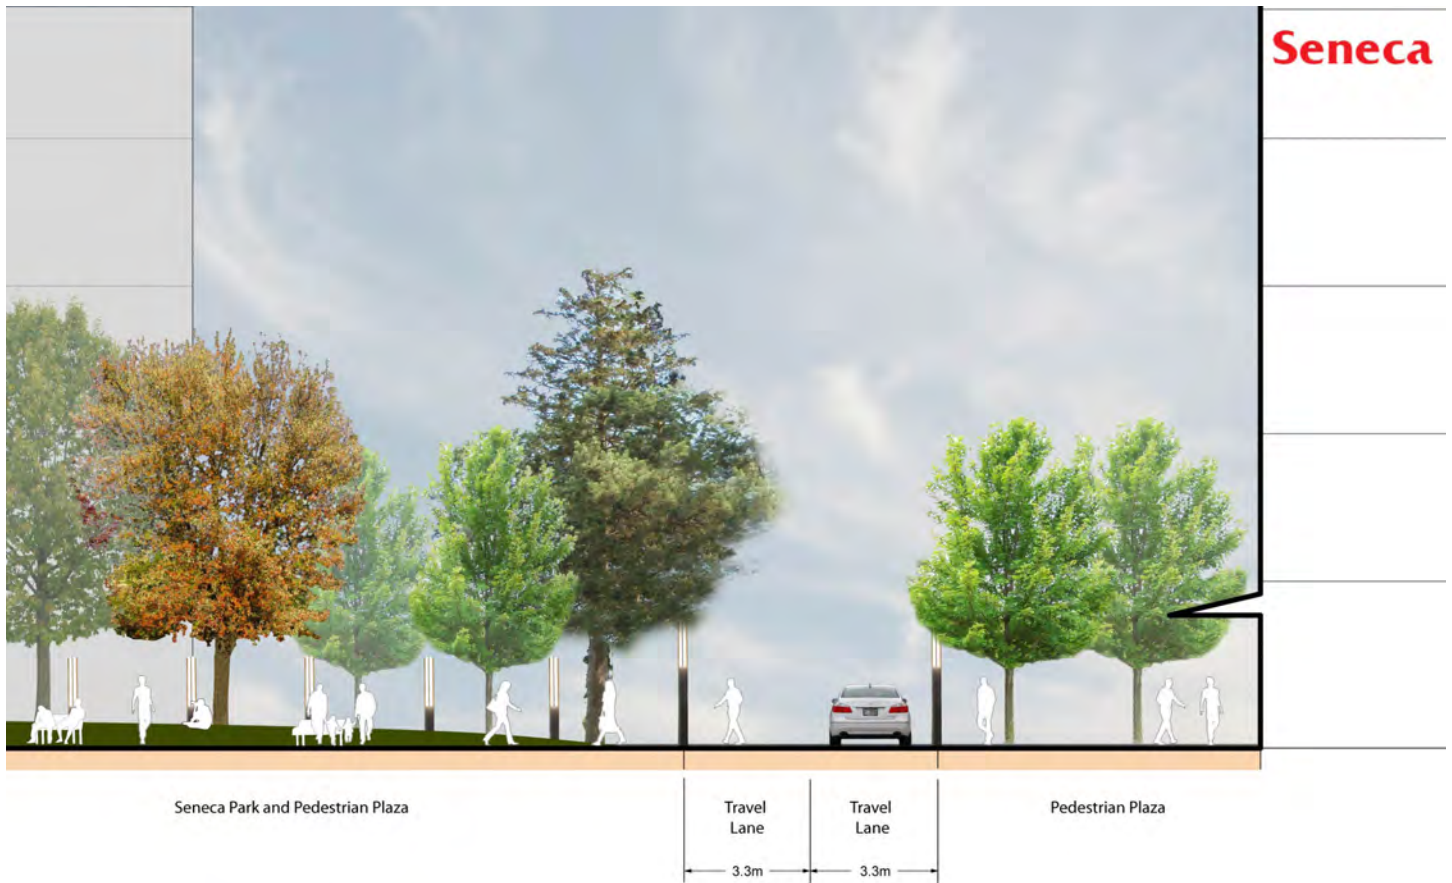 Seneca
Seneca Park and Pedestrian Plaza
Travel
Lane
Travel
Lane
Pedestrian Plaza
3.3m
3.3m